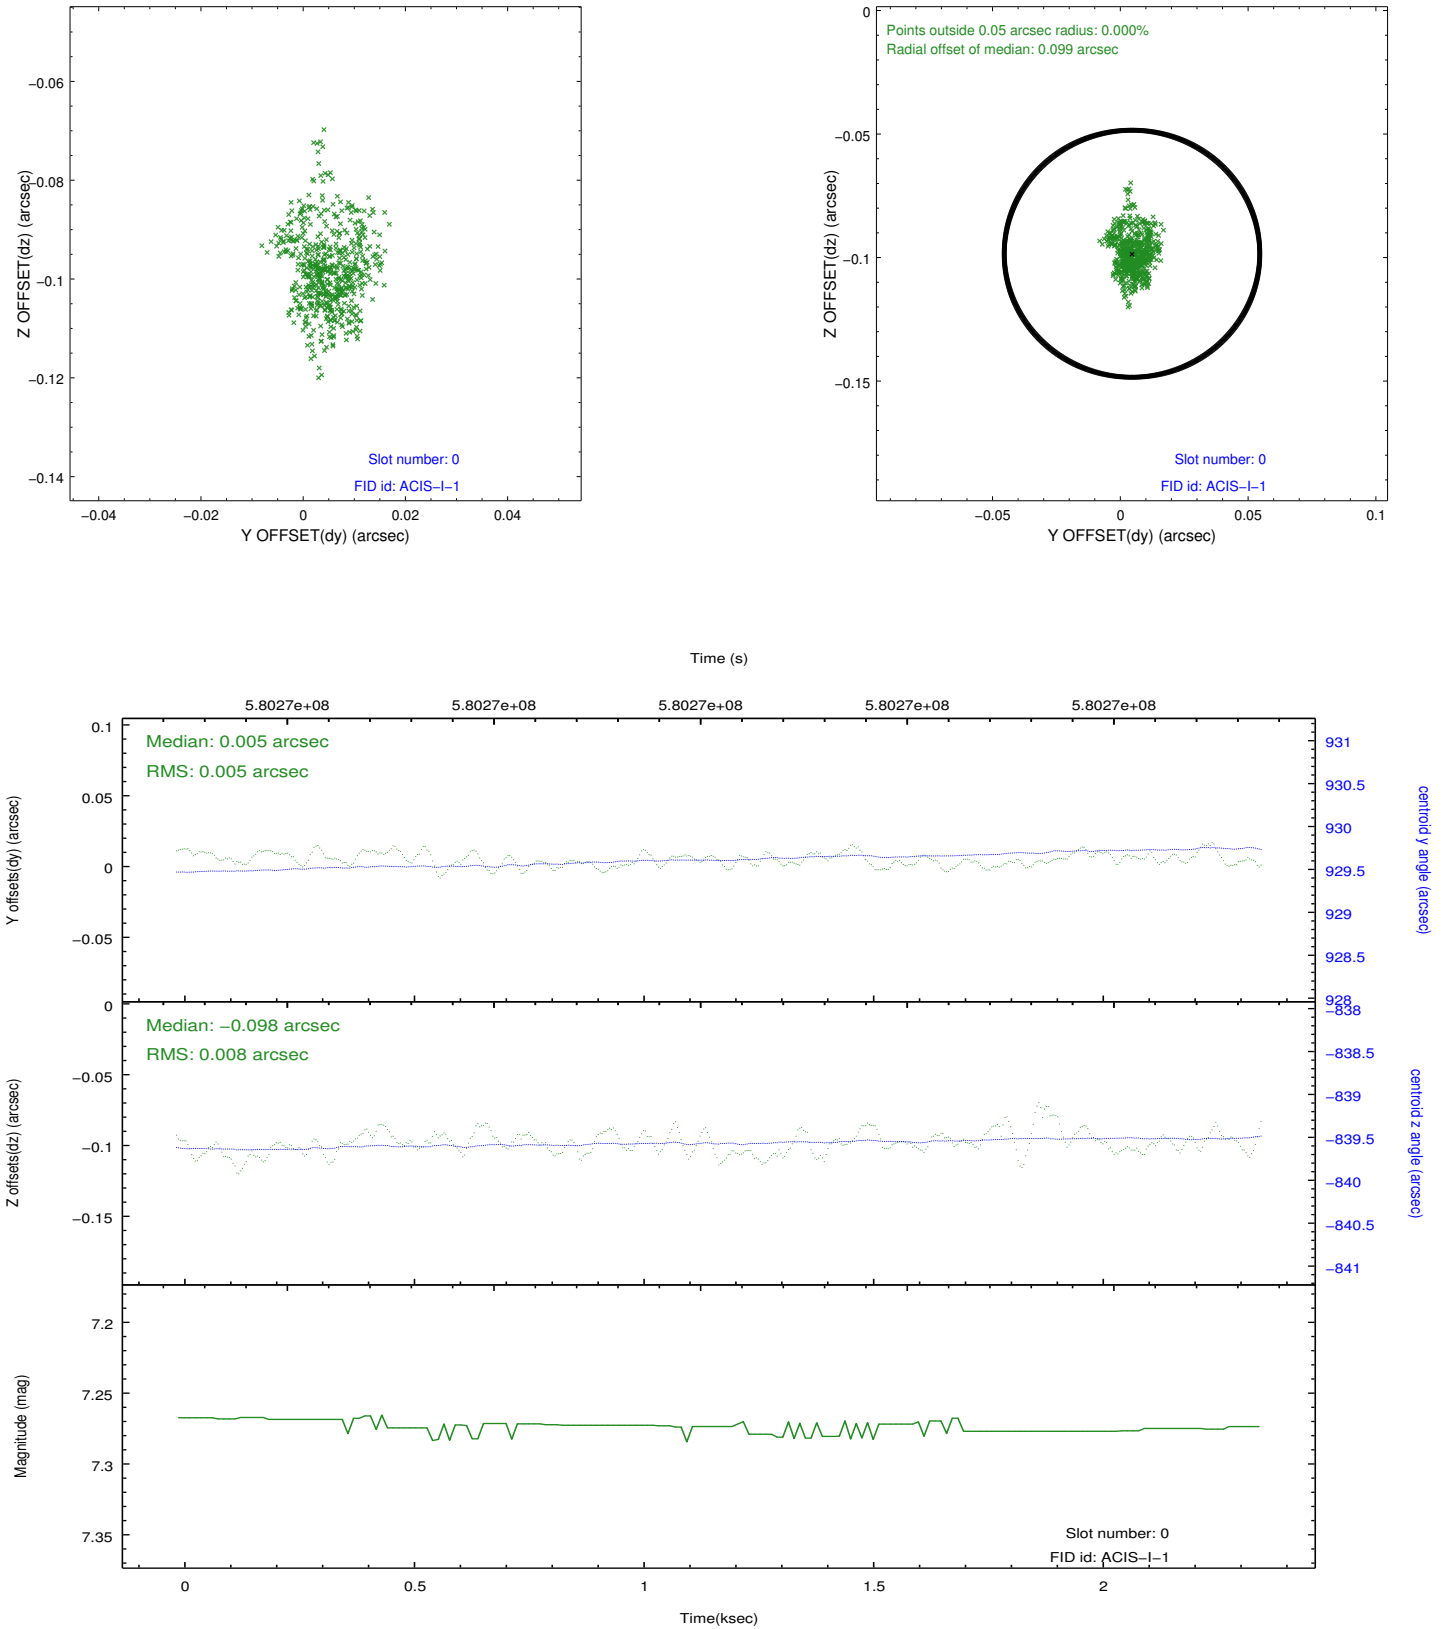 −0.06
−0.08
−0.1
−0.12
−0.14
Z OFFSET(dz) (arcsec)
Slot number: 0
FID id: ACIS−I−1
−0.04
−0.02
0
0.02
0.04
Y OFFSET(dy) (arcsec)
Points outside 0.05 arcsec radius: 0.000%
Radial offset of median: 0.099 arcsec
0
−0.05
−0.1
−0.15
Z OFFSET(dz) (arcsec)
Slot number: 0
FID id: ACIS−I−1
−0.05
0
0.05
0.1
Y OFFSET(dy) (arcsec)
Time (s)
5.8027e+08
5.8027e+08
5.8027e+08
5.8027e+08
5.8027e+08
Median: 0.005 arcsec
RMS: 0.005 arcsec
0.1
0.05
0
−0.05
Y offsets(dy) (arcsec)
931
930.5
930
929.5
929
928.5
928
centroid y angle (arcsec)
Median: −0.098 arcsec
RMS: 0.008 arcsec
0
−0.05
−0.1
−0.15
Z offsets(dz) (arcsec)
−838
−838.5
−839
−839.5
−840
−840.5
−841
centroid z angle (arcsec)
7.2
7.25
7.3
7.35
Magnitude (mag)
Slot number: 0
FID id: ACIS−I−1
0
0.5
1
1.5
2
Time(ksec)